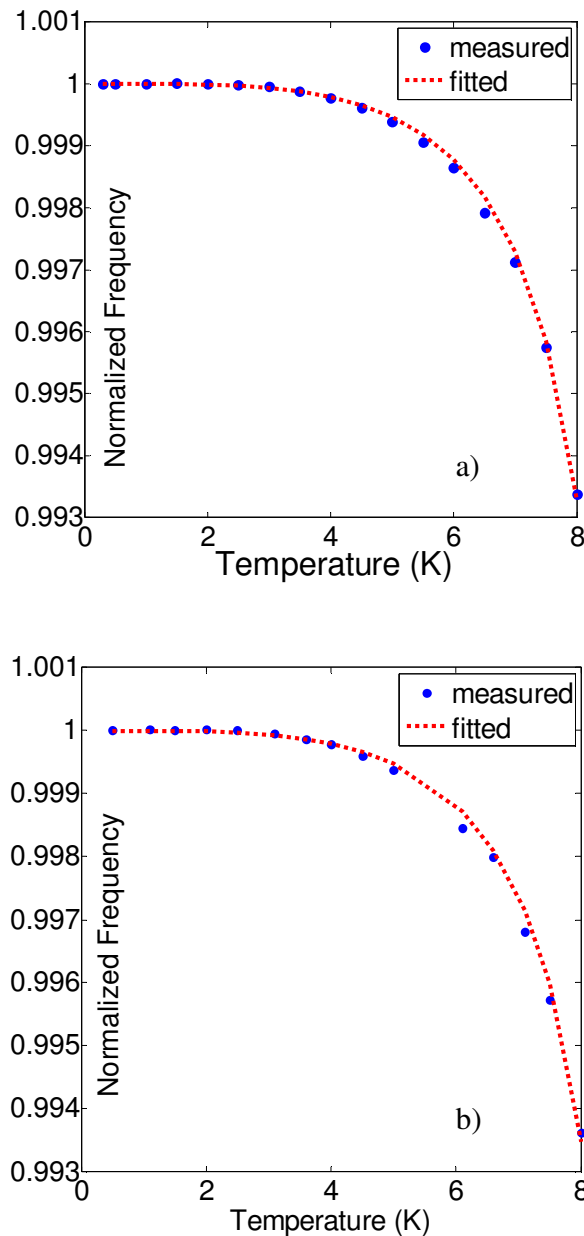 1.001
1
0.999
0.998
0.997
0.996
0.995
0.994
0.993
Normalized Frequency
measured
fitted
a)
0 2 4 6 8
Temperature (K)
1.001
1
0.999
0.998
0.997
0.996
0.995
0.994
0.993
Normalized Frequency
measured
fitted
b)
0 2 4 6 8
Temperature (K)